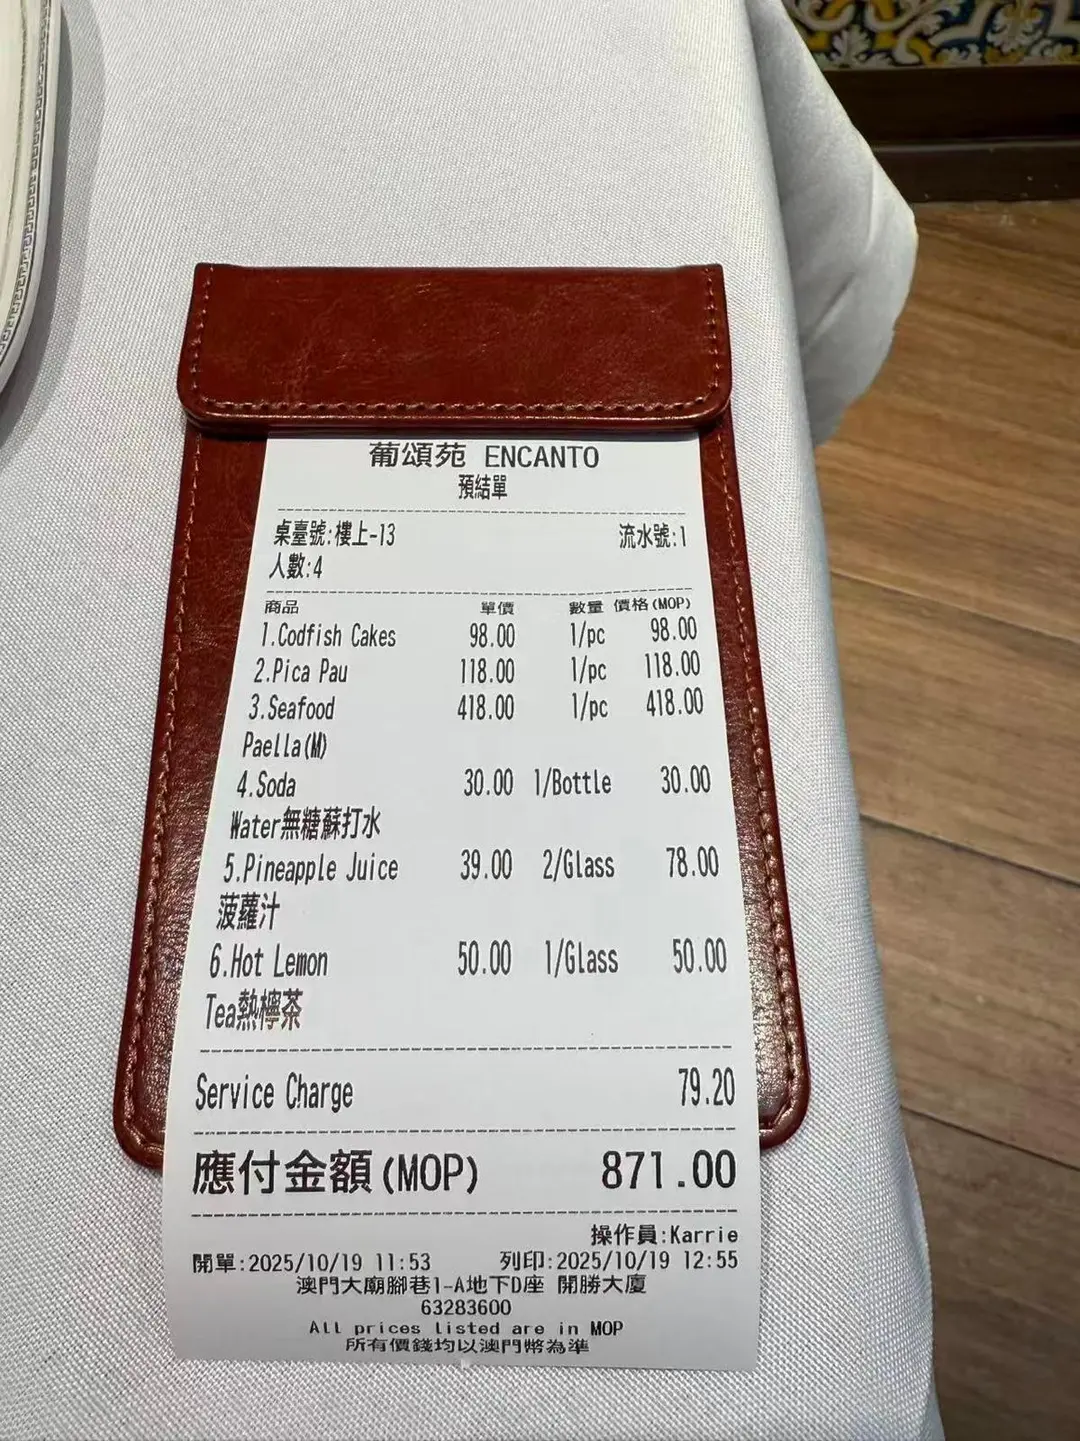 葡頌苑 ENCANTO
預結單
桌臺號:樓上-13 流水號:1
人數:4
商品 單價 數量 價格(MOP)
1.Codfish Cakes 98.00 1/pc 98.00
2.Pica Pau 118.00 1/pc 118.00
3.Seafood 418.00 1/pc 418.00
Paella(M)
4.Soda 30.00 1/Bottle 30.00
Water無糖蘇打水
5.Pineapple Juice 39.00 2/Glass 78.00
菠蘿汁
6.Hot Lemon 50.00 1/Glass 50.00
Tea熱檸茶
Service Charge 79.20
應付金額(MOP) 871.00
操作員:Karrie
開單:2025/10/19 11:53 列印:2025/10/19 12:55
澳門大廟腳巷1-A地下D座 開勝大廈
63283600
All prices listed are in MOP
所有價錢均以澳門幣為準